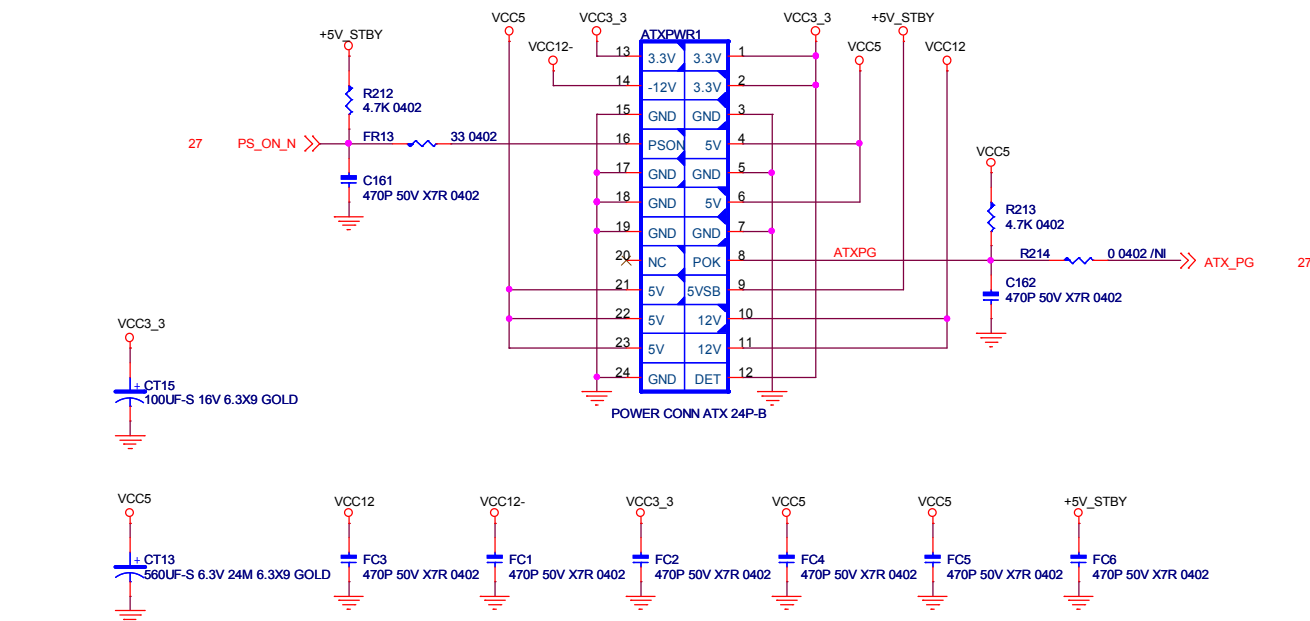 VCC5
VCC3_3
VCC3_3
+5V_STBY
+5V_STBY
VCC12-
VCC5
VCC12
ATXPWR1
13 3.3V 3.3V 1
14 -12V 3.3V 2
15 GND GND 3
16 PSON 5V 4
17 GND GND 5
18 GND 5V 6
19 GND GND 7
20 NC POK 8
21 5V 5VSB 9
22 5V 12V 10
23 5V 12V 11
24 GND DET 12
POWER CONN ATX 24P-B
R212
4.7K 0402
27 PS_ON_N
FR13 33 0402
C161
470P 50V X7R 0402
VCC5
R213
4.7K 0402
ATXPG
R214 0 0402 /NI
ATX_PG 27
C162
470P 50V X7R 0402
VCC3_3
+ CT15
100UF-S 16V 6.3X9 GOLD
VCC5
+ CT13
560UF-S 6.3V 24M 6.3X9 GOLD
VCC12
FC3
470P 50V X7R 0402
VCC12-
FC1
470P 50V X7R 0402
VCC3_3
FC2
470P 50V X7R 0402
VCC5
FC4
470P 50V X7R 0402
VCC5
FC5
470P 50V X7R 0402
+5V_STBY
FC6
470P 50V X7R 0402